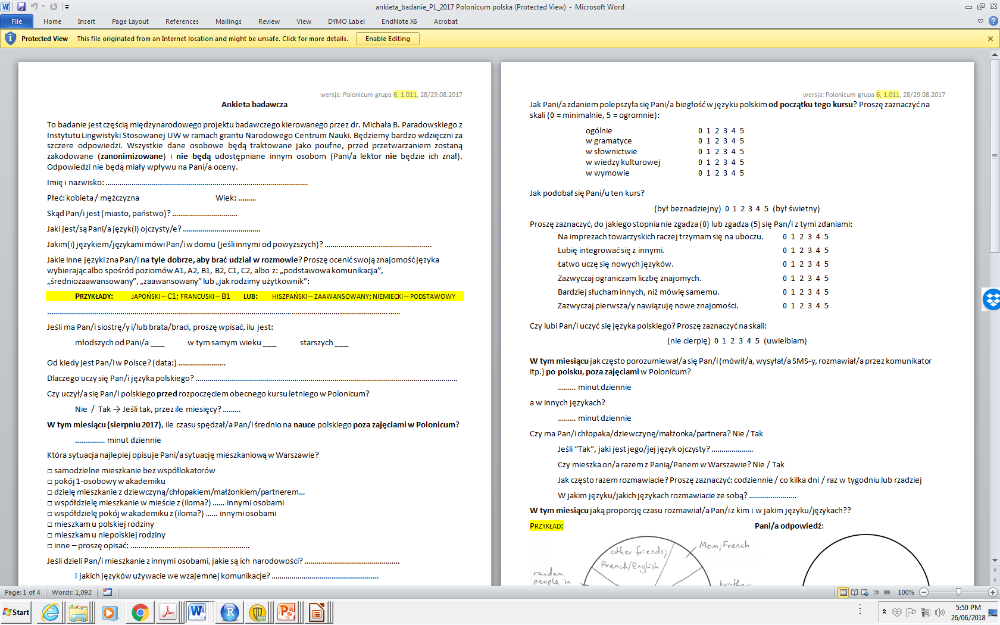 ankieta_badanie_PL_2017 Polonicum polska (Protected View) - Microsoft Word
File Home Insert Page Layout References Mailings Review View DYMO Label EndNote X6 Acrobat
Protected View This file originated from an Internet location and might be unsafe. Click for more details. Enable Editing
wersja: Polonicum grupa 6, 1.011, 28/29.08.2017
Ankieta badawcza
To badanie jest częścią międzynarodowego projektu badawczego kierowanego przez dr. Michała B. Paradowskiego z
Instytutu Lingwistyki Stosowanej UW w ramach grantu Narodowego Centrum Nauki. Będziemy bardzo wdzięczni za
szczere odpowiedzi. Wszystkie dane osobowe będą traktowane jako poufne, przed przetwarzaniem zostaną
zakodowane (zanonimizowane) i nie będą udostępniane innym osobom (Pani/a lektor nie będzie ich znał).
Odpowiedzi nie będą miały wpływu na Pani/a oceny.
Imię i nazwisko: ......................................................................................................
Płeć: kobieta / mężczyzna Wiek: .........
Skąd Pan/i jest (miasto, państwo)? .................................
Jaki jest/są Pani/a język(i) ojczysty/e? .......................................
Jakim(i) językiem/językami mówi Pan/i w domu (jeśli innymi od powyższych)? ......................................................
Jakie inne języki zna Pan/i na tyle dobrze, aby brać udział w rozmowie? Proszę ocenić swoją znajomość języka
wybierając albo spośród poziomów A1, A2, B1, B2, C1, C2, albo z: „podstawowa komunikacja”,
„średniozaawansowany”, „zaawansowany” lub „jak rodzimy użytkownik”:
PRZYKŁADY: JAPOŃSKI – C1; FRANCUSKI – B1 LUB: HISZPAŃSKI – ZAAWANSOWANY; NIEMIECKI – PODSTAWOWY
..................................................................................................................................................................................
Jeśli ma Pan/i siostrę/y i/lub brata/braci, proszę wpisać, ilu jest:
młodszych od Pani/a ___ w tym samym wieku ___ starszych ___
Od kiedy jest Pan/i w Polsce? (data:) ........................
Dlaczego uczy się Pan/i języka polskiego? ....................................................................................................................................
Czy uczył/a się Pan/i polskiego przed rozpoczęciem obecnego kursu letniego w Polonicum?
Nie / Tak → Jeśli tak, przez ile miesięcy? .........
W tym miesiącu (sierpniu 2017), ile czasu spędzał/a Pan/i średnio na nauce polskiego poza zajęciami w Polonicum?
............... minut dziennie
Która sytuacja najlepiej opisuje Pani/a sytuację mieszkaniową w Warszawie?
□ samodzielne mieszkanie bez współlokatorów
□ pokój 1-osobowy w akademiku
□ dzielę mieszkanie z dziewczyną/chłopakiem/małżonkiem/partnerem...
□ współdzielę mieszkanie w mieście z (iloma?) ...... innymi osobami
□ współdzielę pokój w akademiku z (iloma?) ...... innymi osobami
□ mieszkam u polskiej rodziny
□ mieszkam u niepolskiej rodziny
□ inne – proszę opisać: ............................................................
Jeśli dzieli Pan/i mieszkanie z innymi osobami, jakie są ich narodowości? ................................................
i jakich języków używacie we wzajemnej komunikacje? ......................................................
wersja: Polonicum grupa 6, 1.011, 28/29.08.2017
Jak Pani/a zdaniem polepszyła się Pani/a biegłość w języku polskim od początku tego kursu? Proszę zaznaczyć na
skali (0 = minimalnie, 5 = ogromnie):
ogólnie 0 1 2 3 4 5
w gramatyce 0 1 2 3 4 5
w słownictwie 0 1 2 3 4 5
w wiedzy kulturowej 0 1 2 3 4 5
w wymowie 0 1 2 3 4 5
Jak podobał się Pani/u ten kurs?
(był beznadziejny) 0 1 2 3 4 5 (był świetny)
Proszę zaznaczyć, do jakiego stopnia nie zgadza (0) lub zgadza (5) się Pan/i z tymi zdaniami:
Na imprezach towarzyskich raczej trzymam się na uboczu. 0 1 2 3 4 5
Lubię integrować się z innymi. 0 1 2 3 4 5
Łatwo uczę się nowych języków. 0 1 2 3 4 5
Zazwyczaj ograniczam liczbę znajomych. 0 1 2 3 4 5
Bardziej słucham innych, niż mówię samemu. 0 1 2 3 4 5
Zazwyczaj pierwsza/y nawiązuję nowe znajomości. 0 1 2 3 4 5
Czy lubi Pan/i uczyć się języka polskiego? Proszę zaznaczyć na skali:
(nie cierpię) 0 1 2 3 4 5 (uwielbiam)
W tym miesiącu jak często porozumiewał/a się Pan/i (mówił/a, wysyłał/a SMS-y, rozmawiał/a przez komunikator
itp.) po polsku, poza zajęciami w Polonicum?
......... minut dziennie
a w innych językach?
......... minut dziennie
Czy ma Pan/i chłopaka/dziewczynę/małżonka/partnera? Nie / Tak
Jeśli “Tak”, jaki jest jego/jej język ojczysty? .....................
Czy mieszka on/a razem z Panią/Panem w Warszawie? Nie / Tak
Jak często razem rozmawiacie? Proszę zaznaczyć: codziennie / co kilka dni / raz w tygodniu lub rzadziej
W jakim języku/jakich językach rozmawiacie ze sobą? ........................
W tym miesiącu jaką proporcję czasu rozmawiał/a Pan/i z kim i w jakim języku/językach??
PRZYKŁAD: Pani/a odpowiedź:
other friends;
French/English
Mom; French
random
people in
brother
Page: 1 of 4 Words: 1,092 100%
Start
5:50 PM
26/06/2018